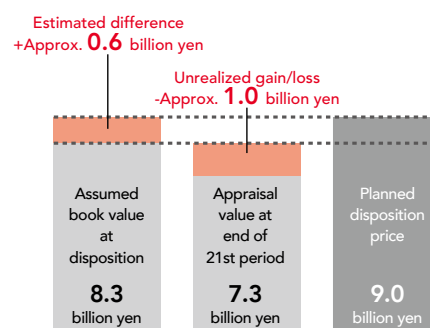 Estimated difference
+Approx. 0.6 billion yen
Unrealized gain/loss
-Approx. 1.0 billion yen
Assumed
book value
at
disposition
8.3
billion yen
Appraisal
value at
end of
21st period
7.3
billion yen
Planned
disposition
price
9.0
billion yen